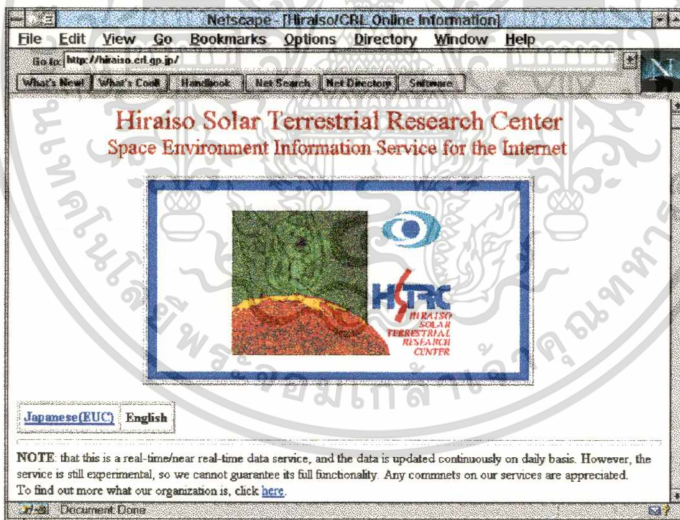 Netscape - [Hiraiso/CRL Online Information]
File Edit View Go Bookmarks Options Directory Window Help
Go to: http://hiraiso.crl.go.jp/
What's New! What's Cool! Handbook Net Search Net Directory Software
N
Hiraiso Solar Terrestrial Research Center
Space Environment Information Service for the Internet
HSTRC
HIRAISO
SOLAR
TERRESTRIAL
RESEARCH
CENTER
Japanese(EUC) English
NOTE: that this is a real-time/near real-time data service, and the data is updated continuously on daily basis. However, the
service is still experimental, so we cannot guarantee its full functionality. Any commnets on our services are appreciated.
To find out more what our organization is, click here.
Document: Done